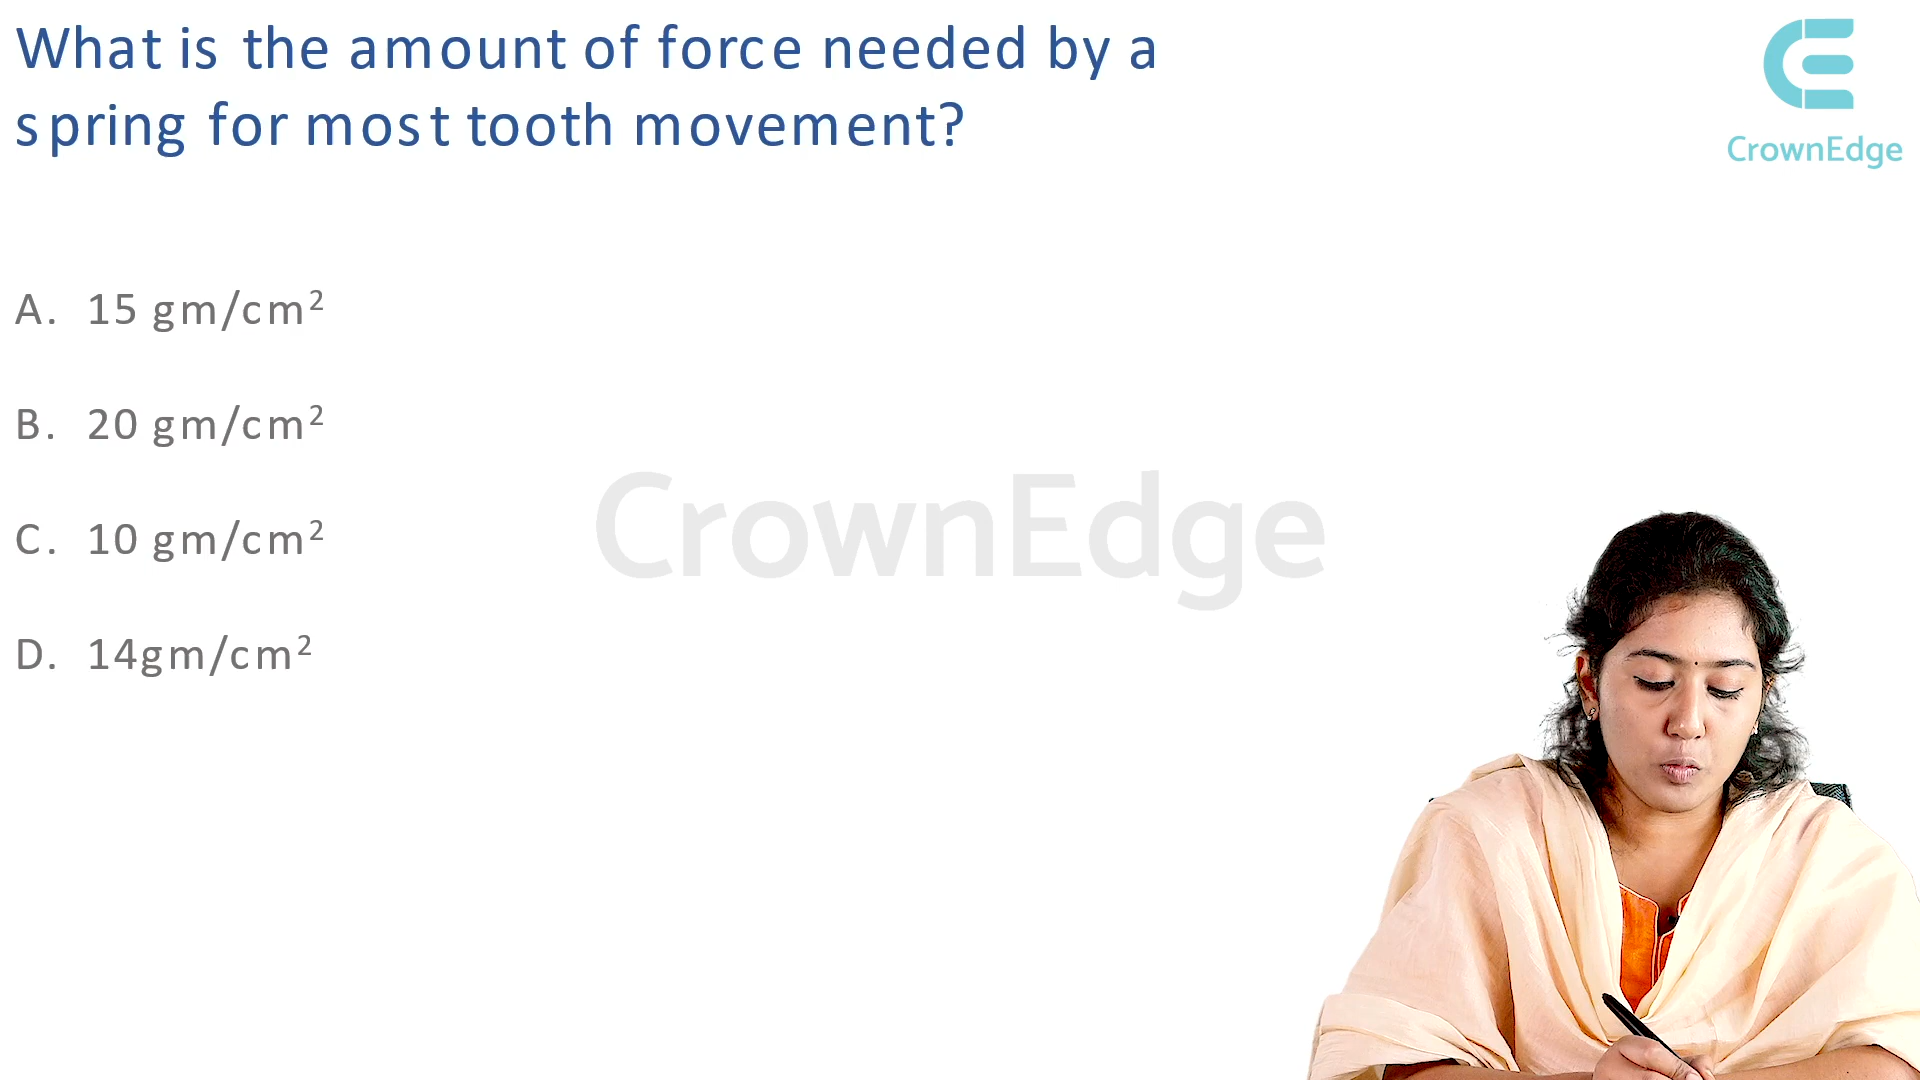 What is the amount of force needed by a
spring for most tooth movement?
CrownEdge
A. 15 gm/cm²
B. 20 gm/cm²
C. 10 gm/cm²
D. 14gm/cm²
CrownEdge